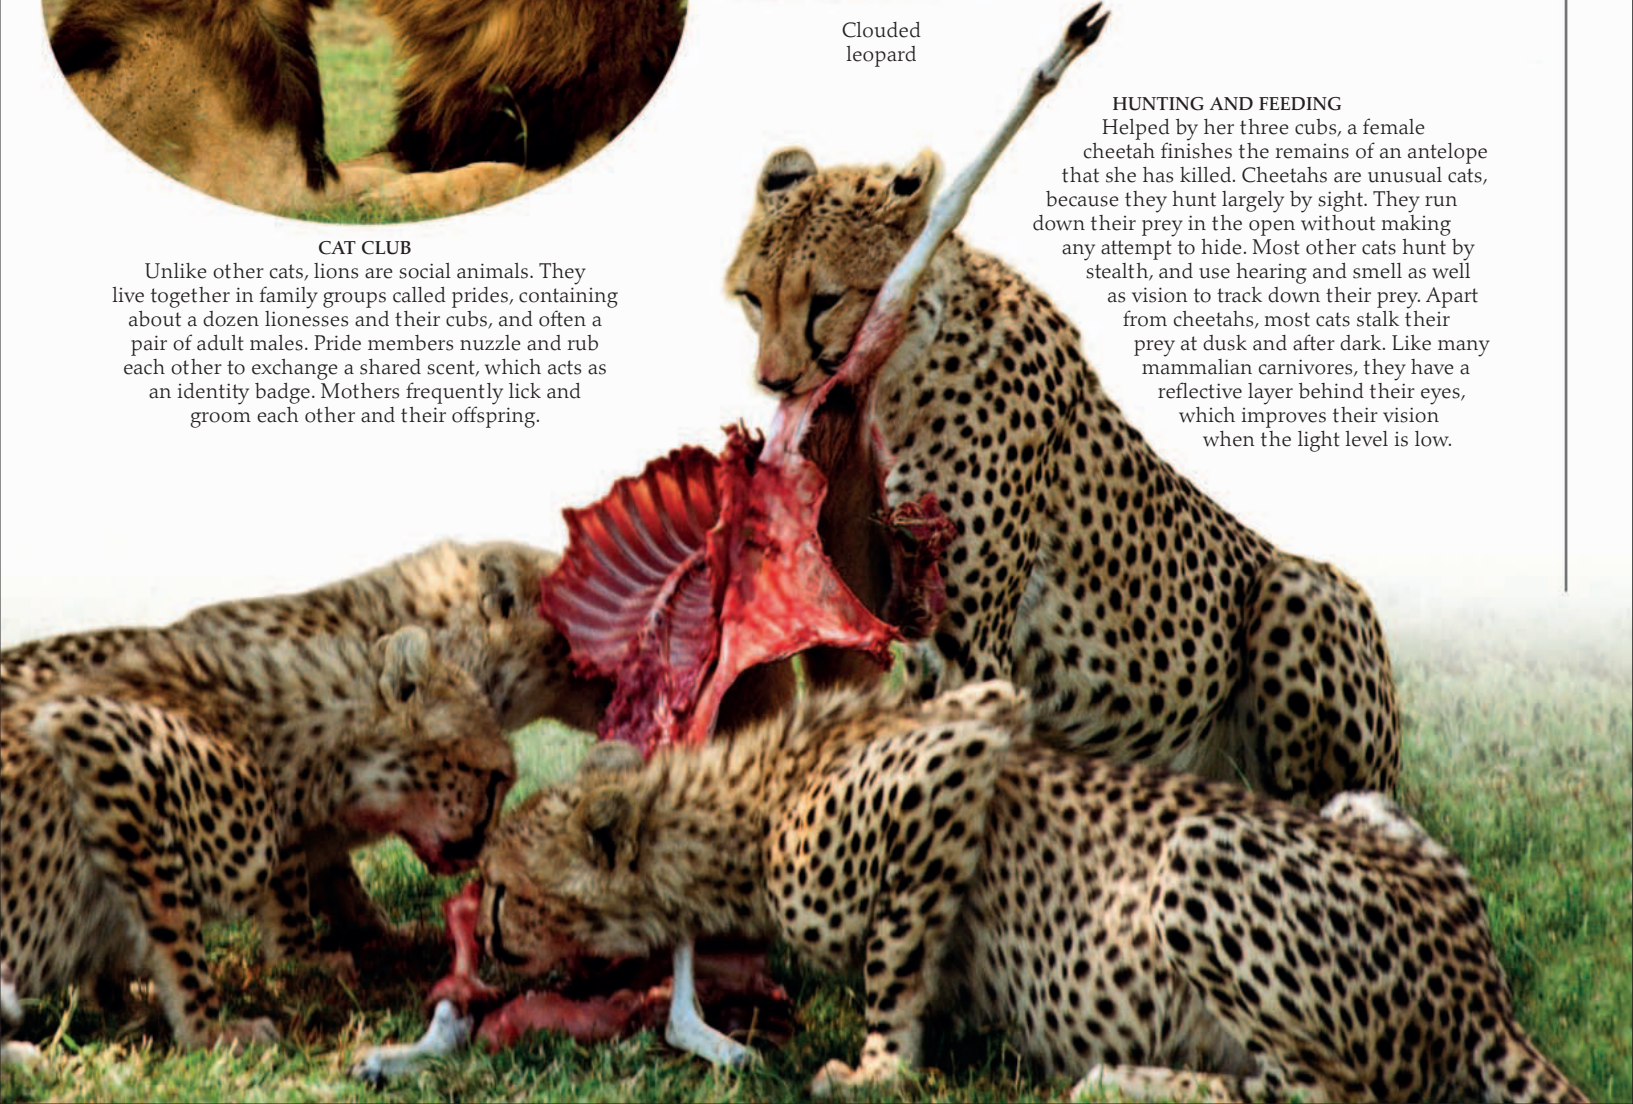 Clouded
leopard
HUNTING AND FEEDING
Helped by her three cubs, a female
cheetah finishes the remains of an antelope
that she has killed. Cheetahs are unusual cats,
because they hunt largely by sight. They run
down their prey in the open without making
any attempt to hide. Most other cats hunt by
stealth, and use hearing and smell as well
as vision to track down their prey. Apart
from cheetahs, most cats stalk their
prey at dusk and after dark. Like many
mammalian carnivores, they have a
reflective layer behind their eyes,
which improves their vision
when the light level is low.
CAT CLUB
Unlike other cats, lions are social animals. They
live together in family groups called prides, containing
about a dozen lionesses and their cubs, and often a
pair of adult males. Pride members nuzzle and rub
each other to exchange a shared scent, which acts as
an identity badge. Mothers frequently lick and
groom each other and their offspring.